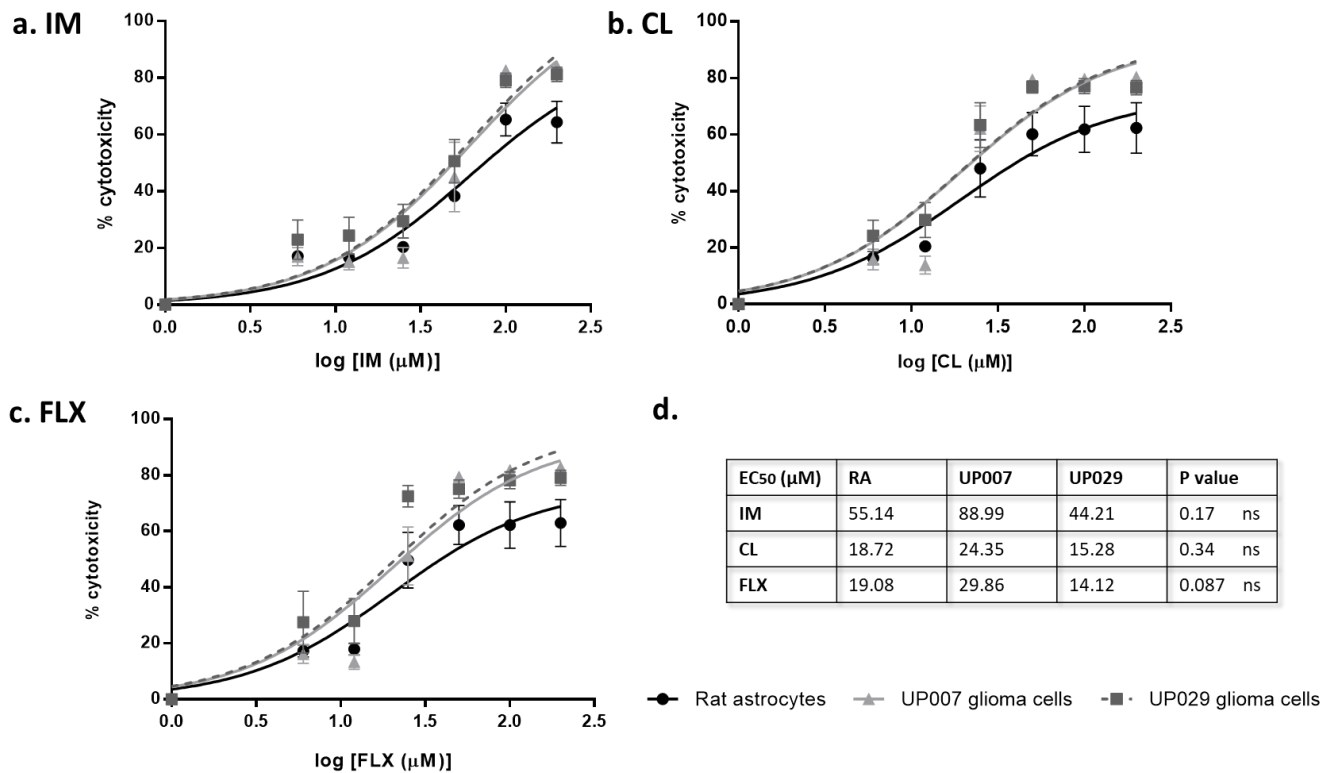 a. IM
100
80
60
40
20
0
% cytotoxicity
0.0 0.5 1.0 1.5 2.0 2.5
log [IM (µM)]
b. CL
100
80
60
40
20
0
% cytotoxicity
0.0 0.5 1.0 1.5 2.0 2.5
log [CL (µM)]
c. FLX
100
80
60
40
20
0
% cytotoxicity
0.0 0.5 1.0 1.5 2.0 2.5
log [FLX (µM)]
d.
EC₅₀ (µM) RA UP007 UP029 P value
IM 55.14 88.99 44.21 0.17 ns
CL 18.72 24.35 15.28 0.34 ns
FLX 19.08 29.86 14.12 0.087 ns
Rat astrocytes UP007 glioma cells UP029 glioma cells